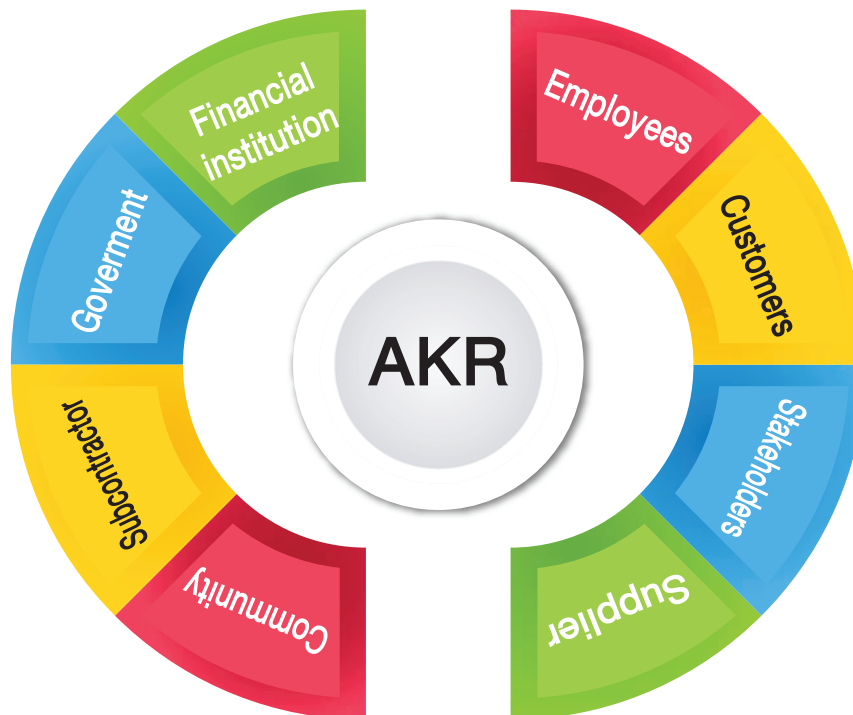 Financial
institution
Goverment
Subcontractor
Community
AKR
Employees
Customers
Stakeholders
Supplier